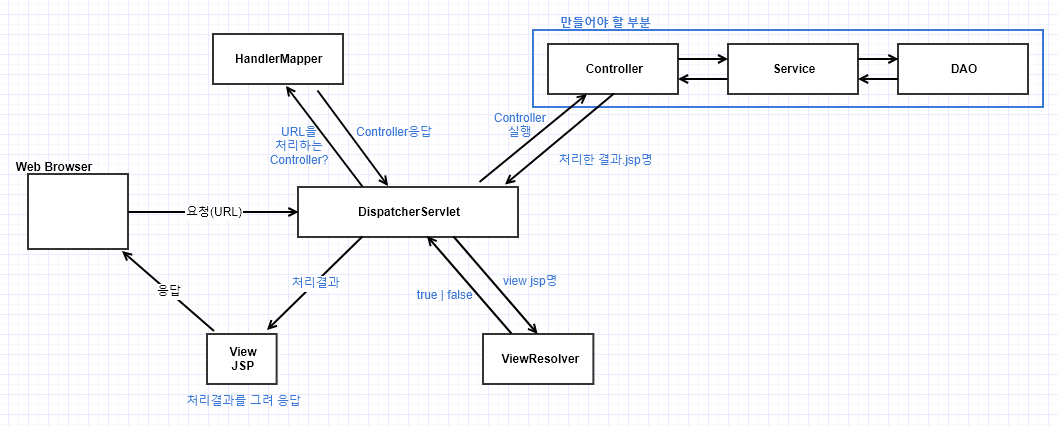 만들어야 할 부분
HandlerMapper
Controller
Service
DAO
URL를
처리하는
Controller?
Controller응답
Controller
실행
처리한 결과.jsp명
Web Browser
요청(URL)
DispatcherServlet
응답
처리결과
true | false
view jsp명
View
JSP
ViewResolver
처리결과를 그려 응답